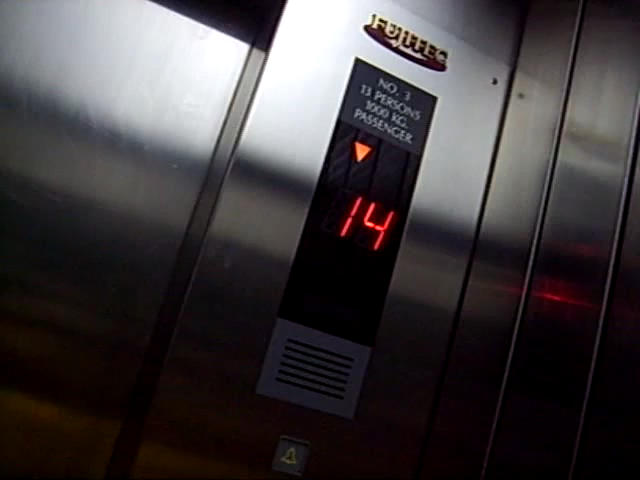 FUJITEC
NO. 3
13 PERSONS
1000 KG.
PASSENGER
14